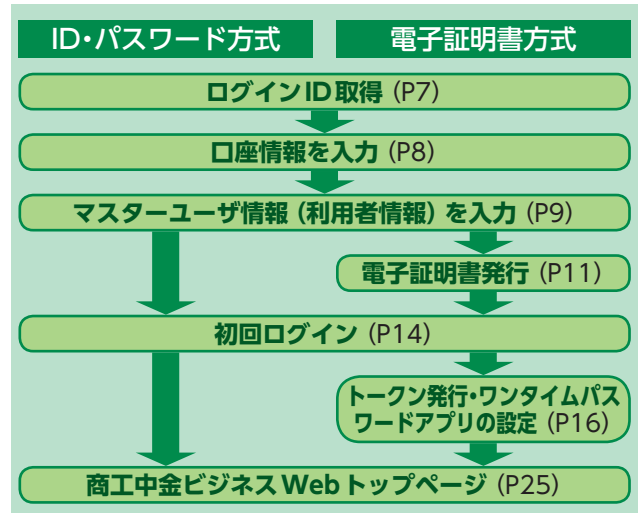 ID・パスワード方式
電子証明書方式
ログインID取得 (P7)
口座情報を入力 (P8)
マスターユーザ情報（利用者情報）を入力 (P9)
電子証明書発行 (P11)
初回ログイン (P14)
トークン発行・ワンタイムパス
ワードアプリの設定 (P16)
商工中金ビジネスWebトップページ (P25)